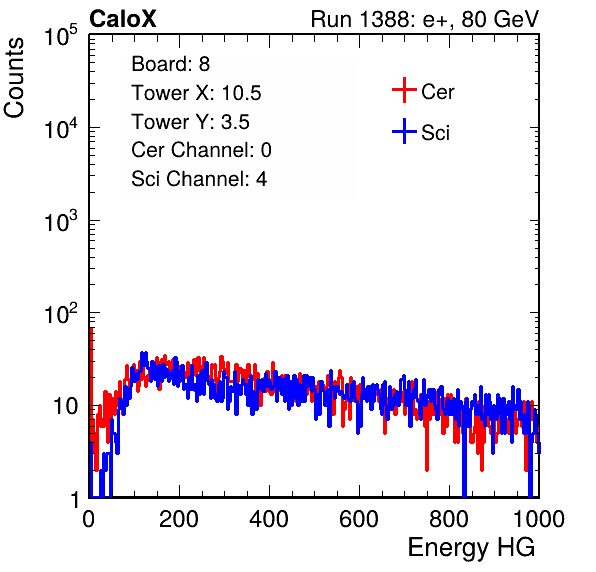 CaloX Run 1388: e+, 80 GeV
Counts
Board: 8
Tower X: 10.5
Tower Y: 3.5
Cer Channel: 0
Sci Channel: 4
Cer
Sci
10^5
10^4
10^3
10^2
10
1
0 200 400 600 800 1000
Energy HG